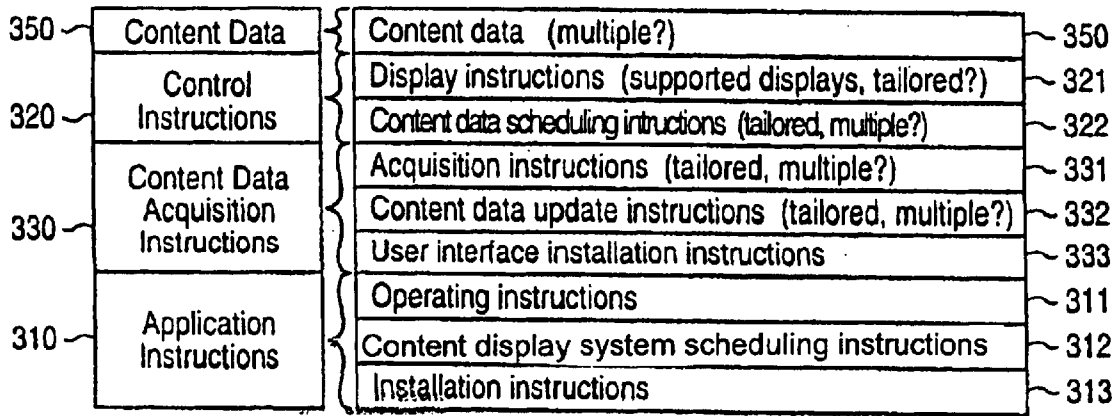 350 Content Data Content data (multiple?) 350
320 Control Instructions Display instructions (supported displays, tailored?) 321
Content data scheduling intructions (tailored, multiple?) 322
330 Content Data Acquisition Instructions Acquisition instructions (tailored, multiple?) 331
Content data update instructions (tailored, multiple?) 332
User interface installation instructions 333
310 Application Instructions Operating instructions 311
Content display system scheduling instructions 312
Installation instructions 313